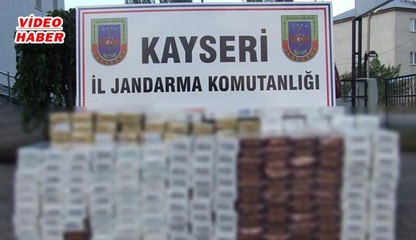 VİDEO
HABER
KAYSERİ
İL JANDARMA KOMUTANLIĞI